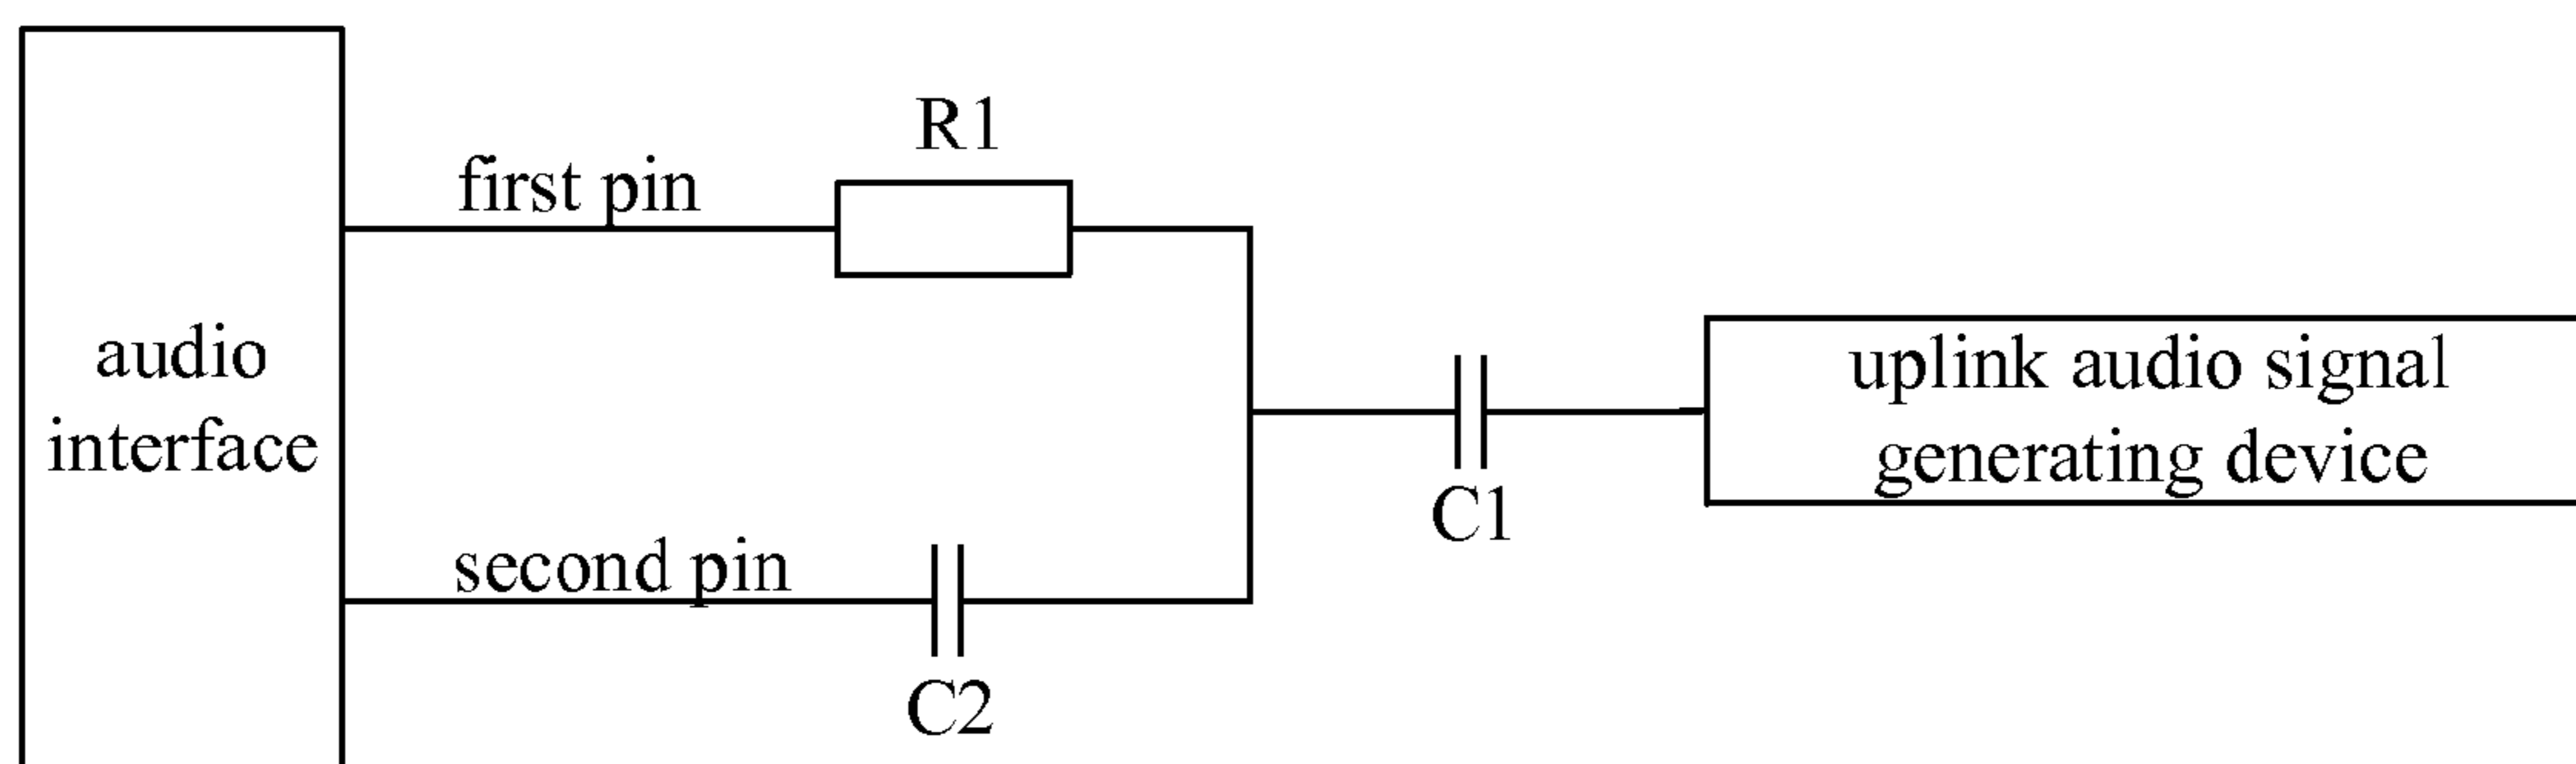 R1
first pin
audio
interface
uplink audio signal
generating device
C1
second pin
C2